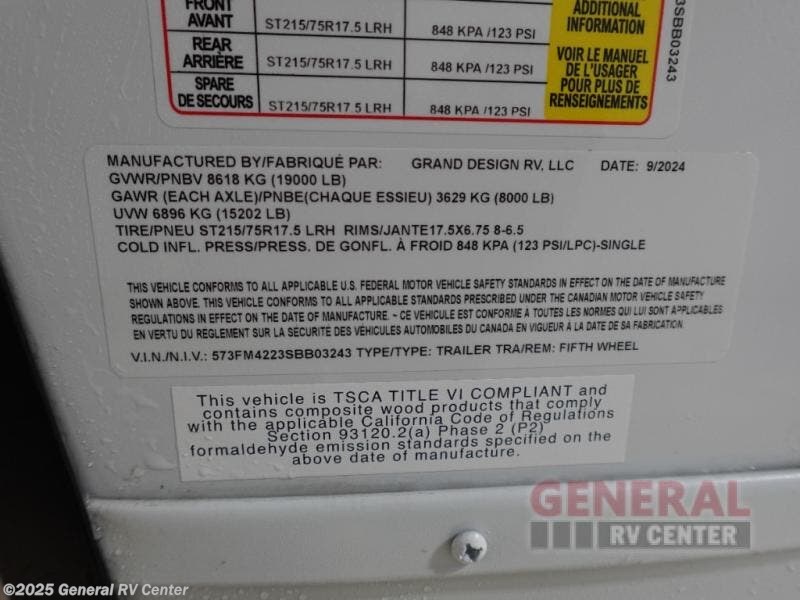 FRONT
AVANT
ST215/75R17.5 LRH
848 KPA /123 PSI
REAR
ARRIÈRE
ST215/75R17.5 LRH
848 KPA /123 PSI
SPARE
DE SECOURS
ST215/75R17.5 LRH
848 KPA /123 PSI
ADDITIONAL
INFORMATION
VOIR LE MANUEL
DE L'USAGER
POUR PLUS DE
RENSEIGNEMENTS
3SBB03243
MANUFACTURED BY/FABRIQUÉ PAR: GRAND DESIGN RV, LLC DATE: 9/2024
GVWR/PNBV 8618 KG (19000 LB)
GAWR (EACH AXLE)/PNBE(CHAQUE ESSIEU) 3629 KG (8000 LB)
UVW 6896 KG (15202 LB)
TIRE/PNEU ST215/75R17.5 LRH RIMS/JANTE17.5X6.75 8-6.5
COLD INFL. PRESS/PRESS. DE GONFL. À FROID 848 KPA (123 PSI/LPC)-SINGLE
THIS VEHICLE CONFORMS TO ALL APPLICABLE U.S. FEDERAL MOTOR VEHICLE SAFETY STANDARDS IN EFFECT ON THE DATE OF MANUFACTURE
SHOWN ABOVE. THIS VEHICLE CONFORMS TO ALL APPLICABLE STANDARDS PRESCRIBED UNDER THE CANADIAN MOTOR VEHICLE SAFETY
REGULATIONS IN EFFECT ON THE DATE OF MANUFACTURE. ~ CE VEHICULE EST CONFORME A TOUTES LES NORMES QUI LUI SONT APPLICABLES
EN VERTU DU REGLEMENT SUR LA SÉCURITÉ DES VÉHICULES AUTOMOBILES DU CANADA EN VIGUEUR À LA DATE DE SA FABRICATION.
V.I.N./N.I.V.: 573FM4223SBB03243 TYPE/TYPE: TRAILER TRA/REM: FIFTH WHEEL
This vehicle is TSCA TITLE VI COMPLIANT and
contains composite wood products that comply
with the applicable California Code of Regulations
Section 93120.2(a) Phase 2 (P2)
formaldehyde emission standards specified on the
above date of manufacture.
GENERAL
RV CENTER
©2025 General RV Center